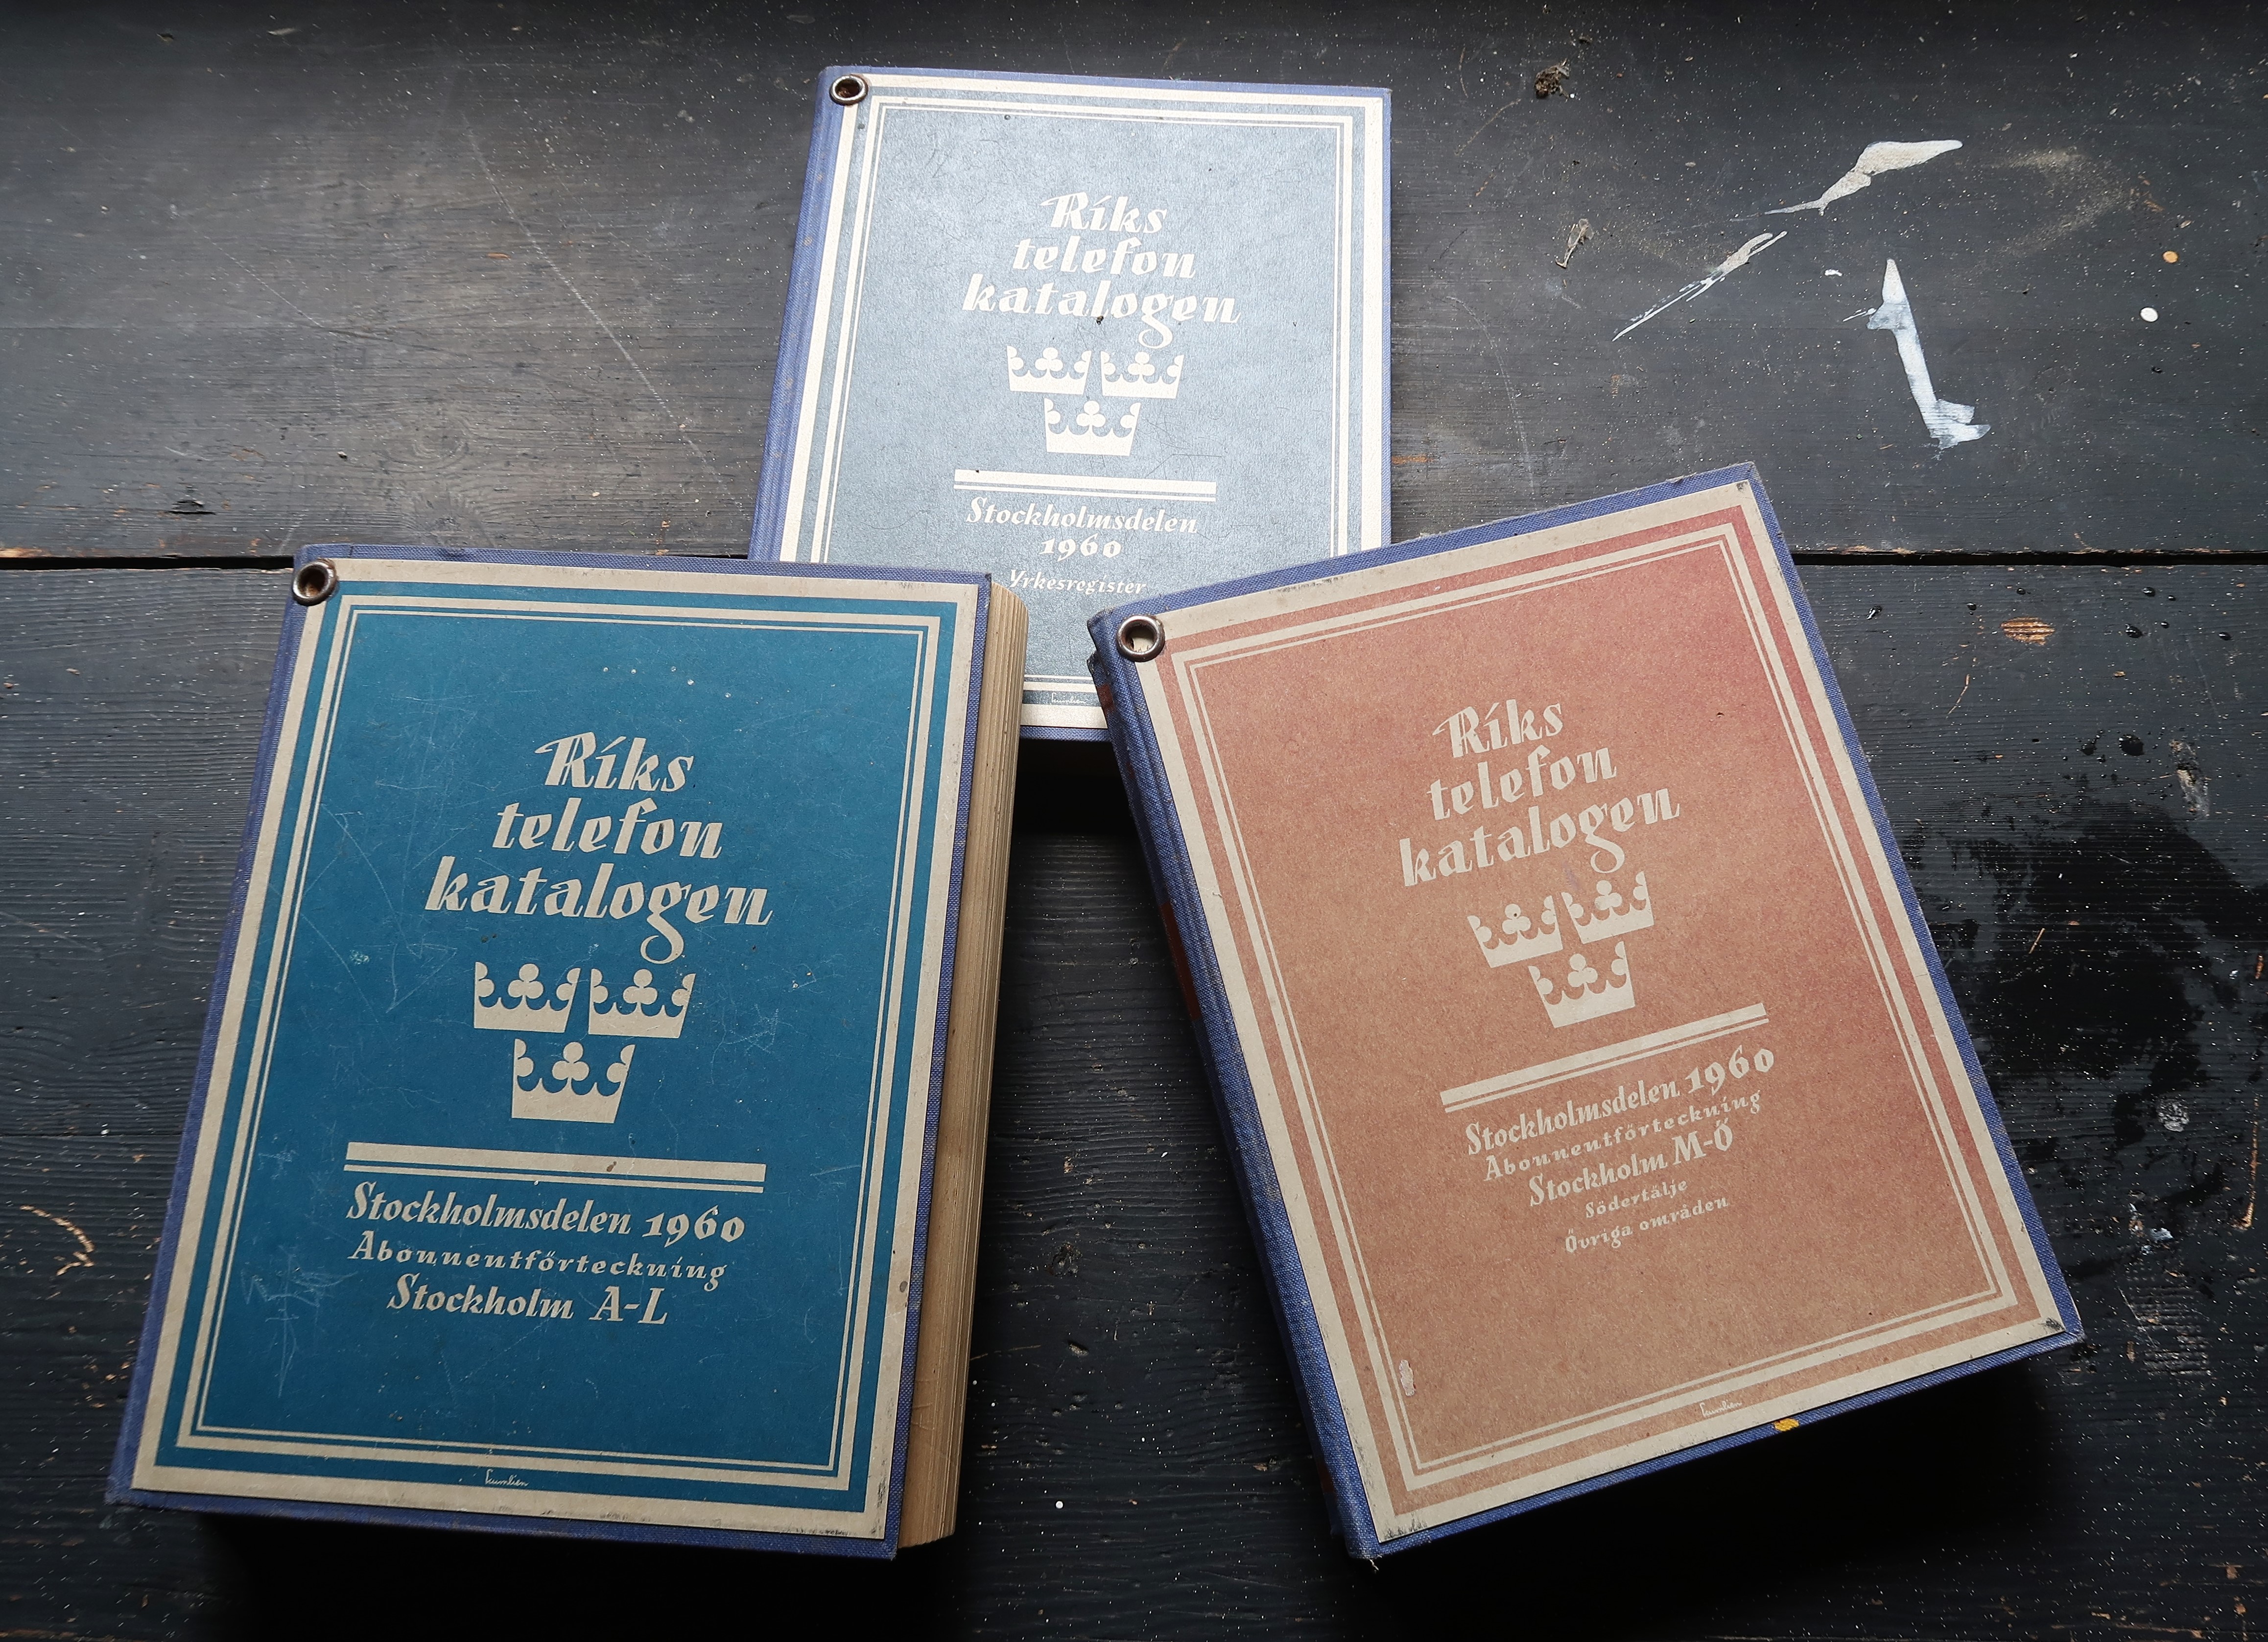 Riks
telefon
katalogen
Stockholmsdelen
1960
Yrkesregister
Riks
telefon
katalogen
Stockholmsdelen 1960
Abonnentförteckning
Stockholm A-L
Riks
telefon
katalogen
Stockholmsdelen 1960
Abonnentförteckning
Stockholm M-Ö
Södertälje
Övriga områden